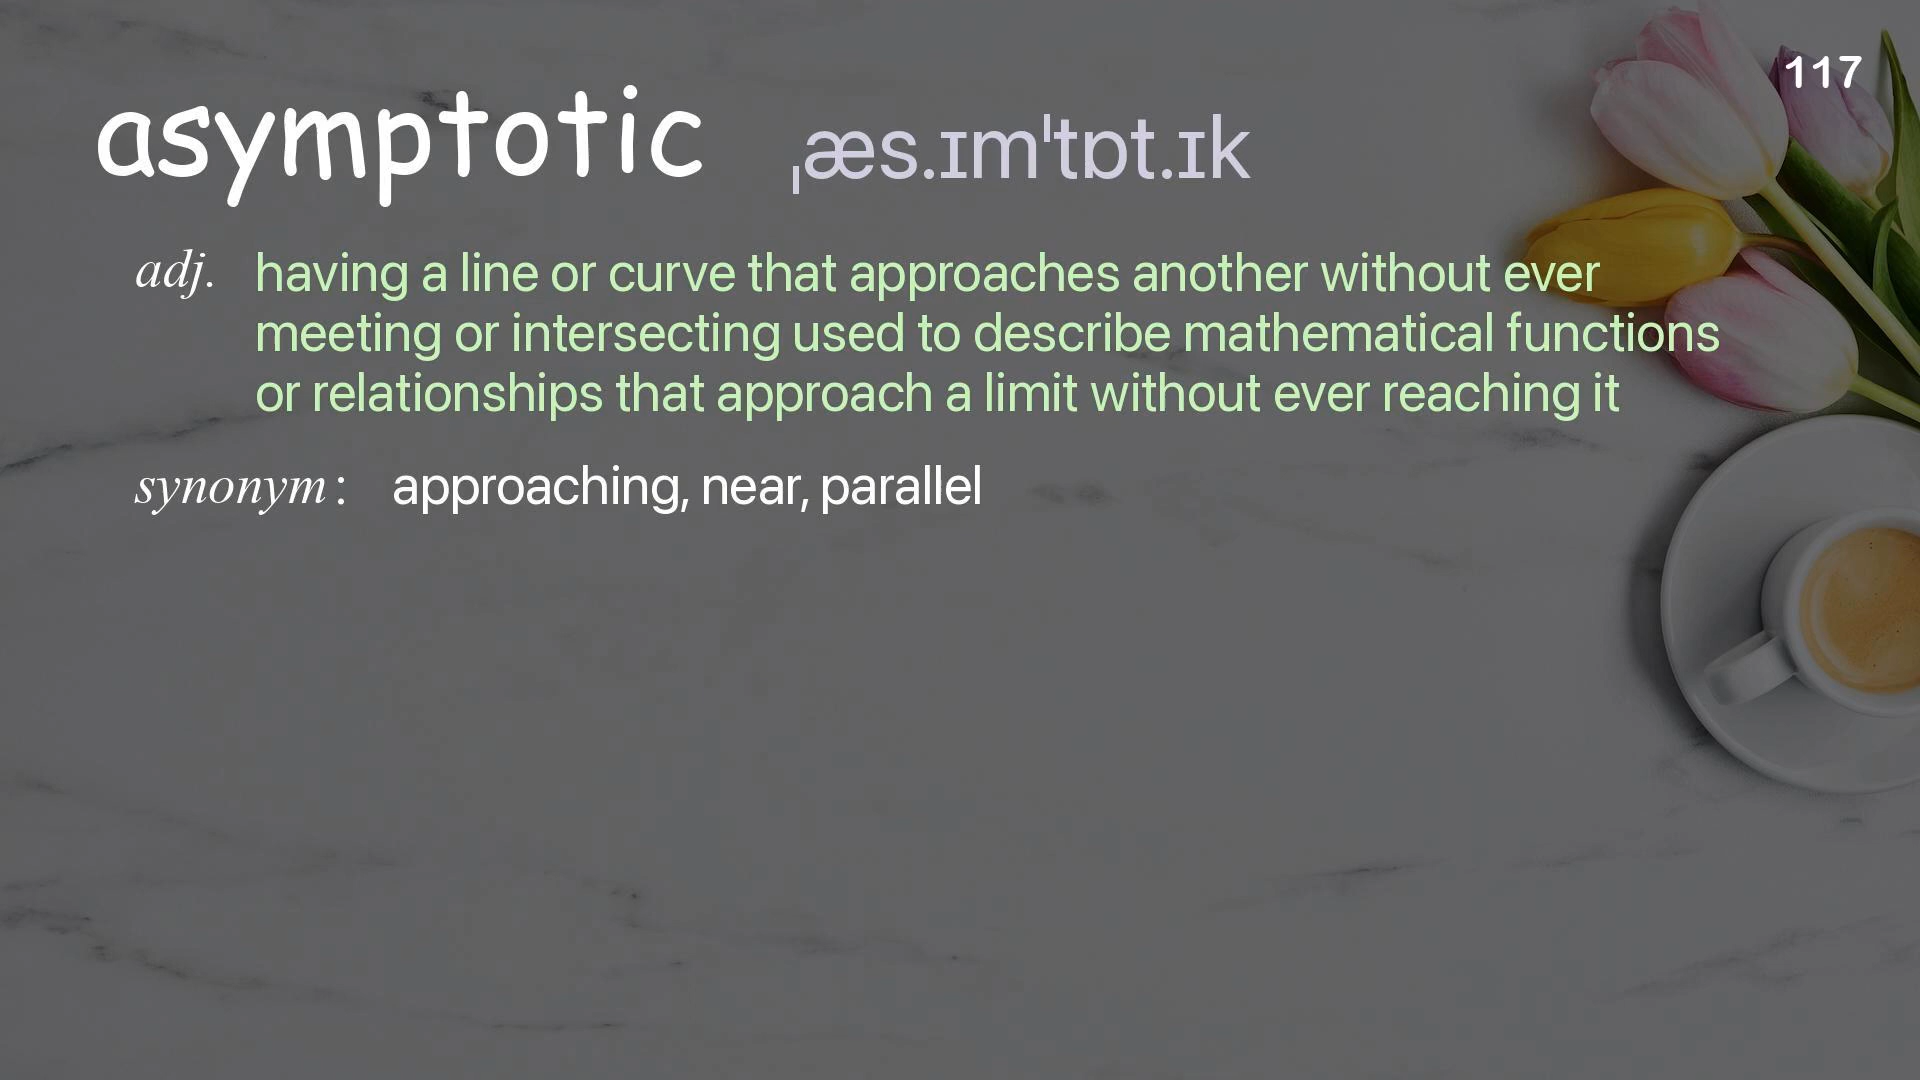 117
asymptotic ˌæs.ɪmˈtɒt.ɪk
adj. having a line or curve that approaches another without ever
meeting or intersecting used to describe mathematical functions
or relationships that approach a limit without ever reaching it
synonym: approaching, near, parallel